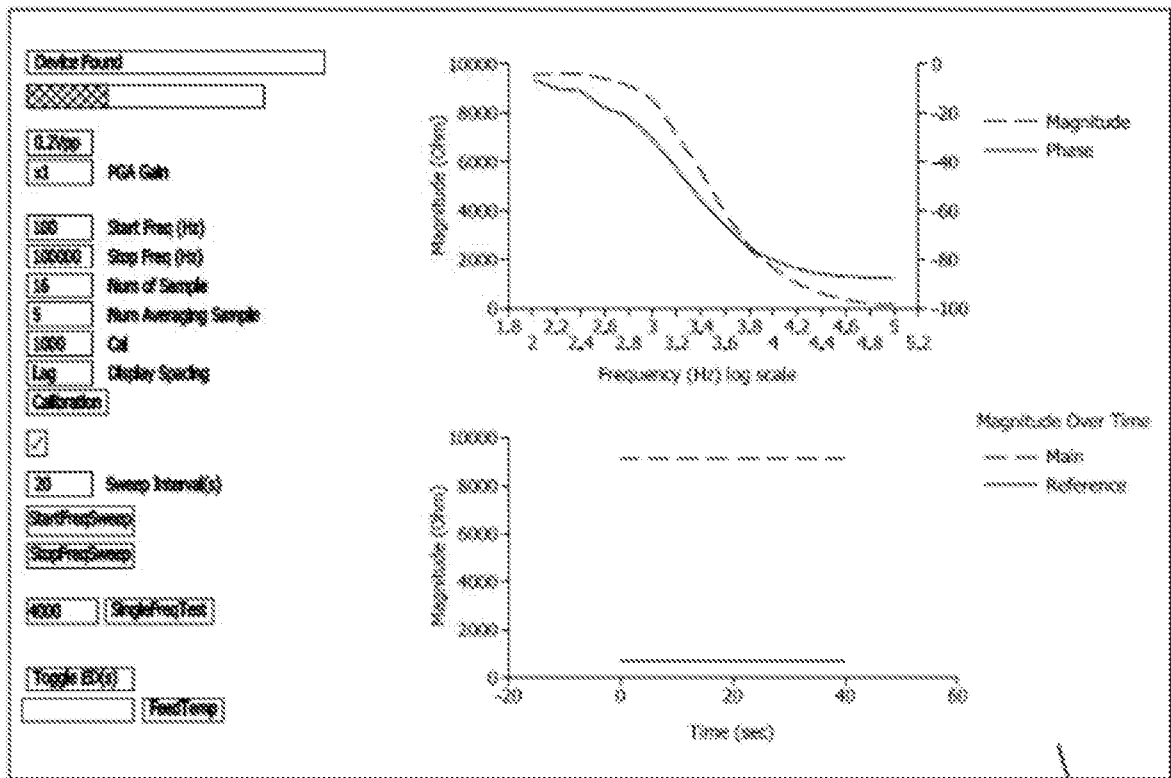 Device Found
0.2Vpp
x1 PGA Gain
100 Start Freq (Hz)
100000 Stop Freq (Hz)
16 Num of Sample
5 Num Averaging Sample
1000 Cal
Log Display Spacing
Calibration
20 Sweep Interval(s)
StartFreqSweep
StopFreqSweep
4000 SingleFreqTest
Toggle
FeedTemp
10000
8000
6000
4000
2000
0
Magnitude (Ohm)
0
-20
-40
-60
-80
-100
1.8 2.2 2.6 3 3.4 3.8 4.2 4.6 5
2 2.4 2.8 3.2 3.6 4 4.4 4.8 5.2
Frequency (Hz) log scale
Magnitude
Phase
Magnitude Over Time
Main
Reference
10000
8000
6000
4000
2000
0
Magnitude (Ohm)
-20 0 20 40 60
Time (sec)